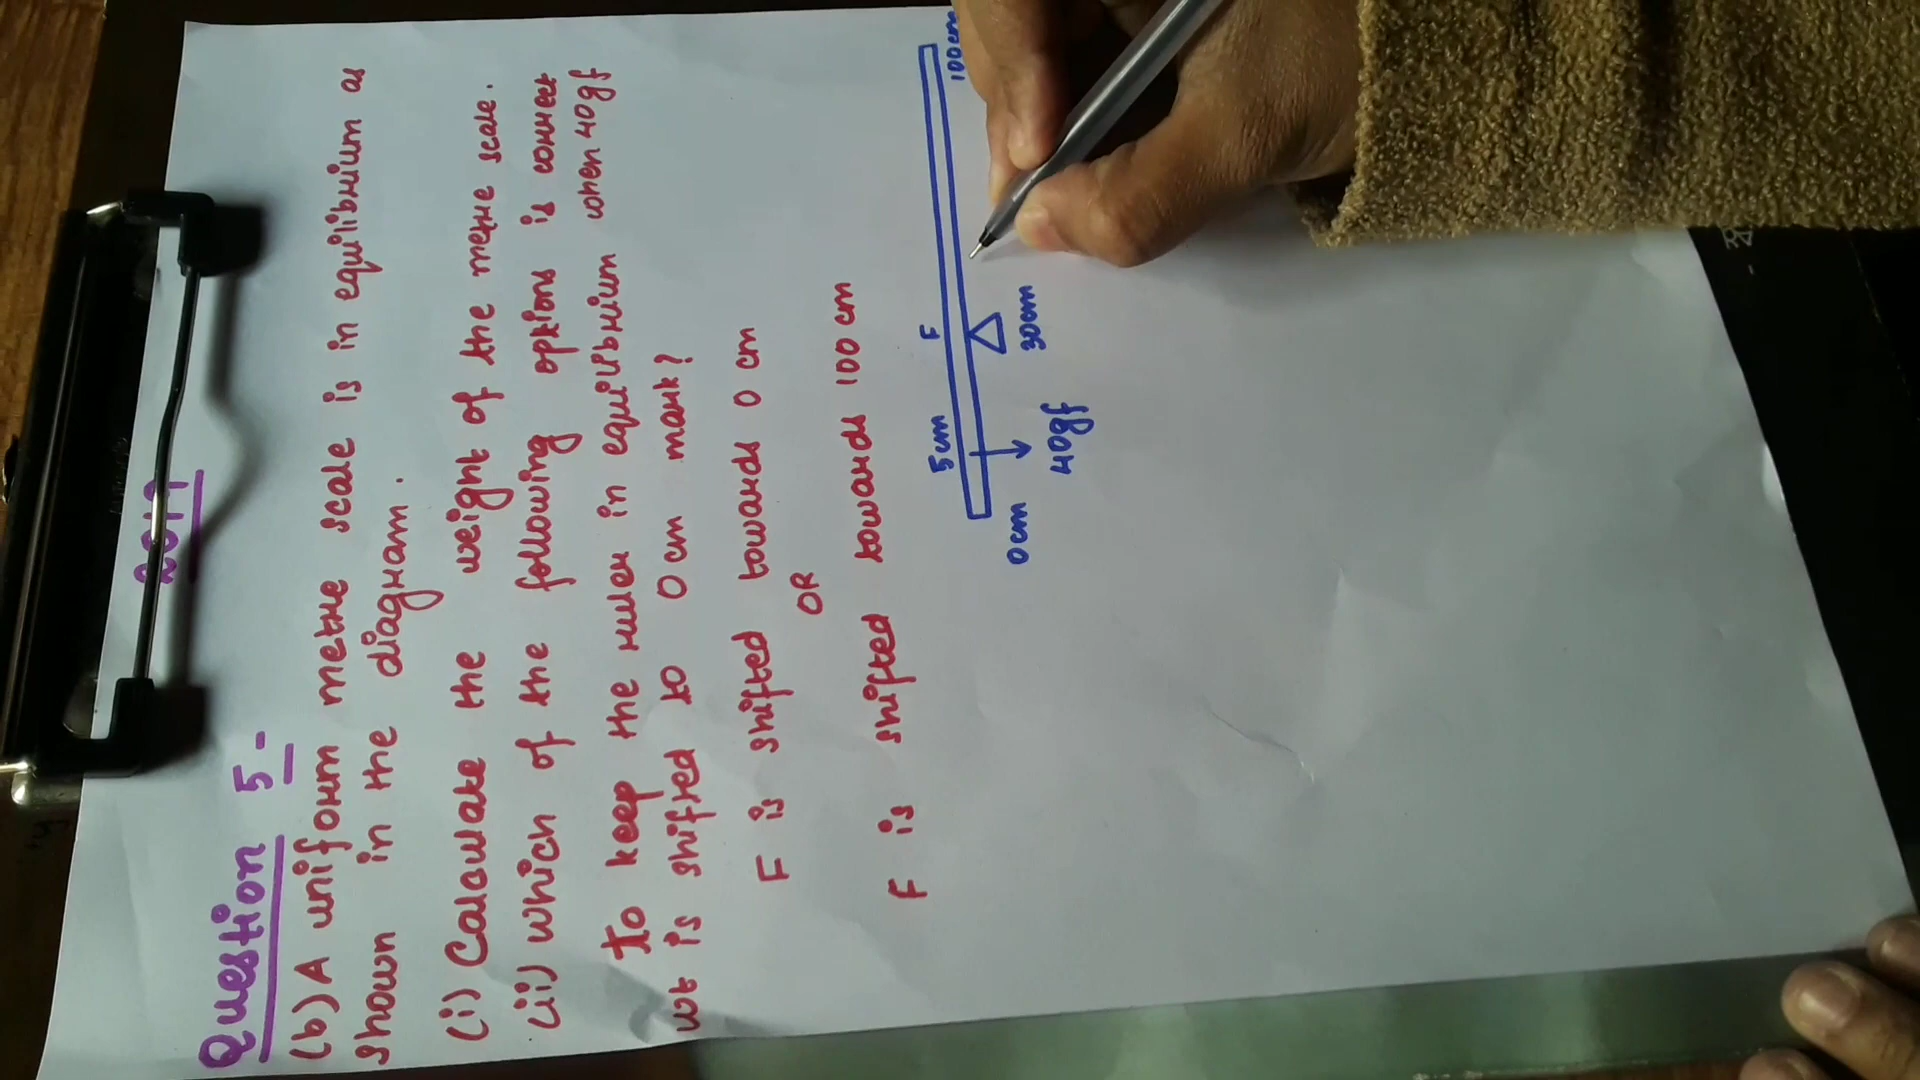 2019
Question 5-
(b) A uniform metre scale is in equilibrium as
shown in the diagram.
(i) Calculate the weight of the metre scale.
(ii) which of the following options is correct
To keep the ruler in equilibrium when 40gf
wt is shifted to 0cm mark?
F is shifted towards 0 cm
OR
F is shifted towards 100 cm
5cm F
0cm 100cm
40gf 30cm